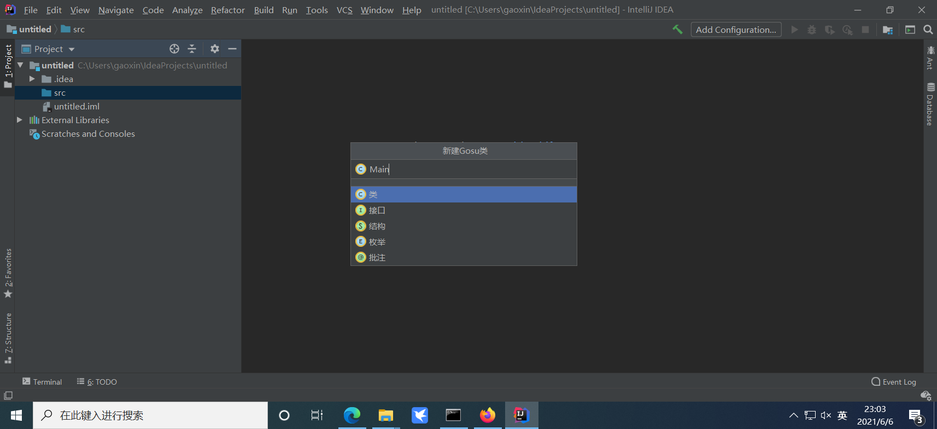 File Edit View Navigate Code Analyze Refactor Build Run Tools VCS Window Help untitled [C:\Users\gaoxin\IdeaProjects\untitled] - IntelliJ IDEA
untitled src
Add Configuration...
1: Project
Project
untitled C:\Users\gaoxin\IdeaProjects\untitled
.idea
src
untitled.iml
External Libraries
Scratches and Consoles
新建Gosu类
Main
类
接口
结构
枚举
批注
Ant
Database
2: Favorites
Z: Structure
Terminal
6: TODO
Event Log
在此键入进行搜索
英
23:03
2021/6/6
3